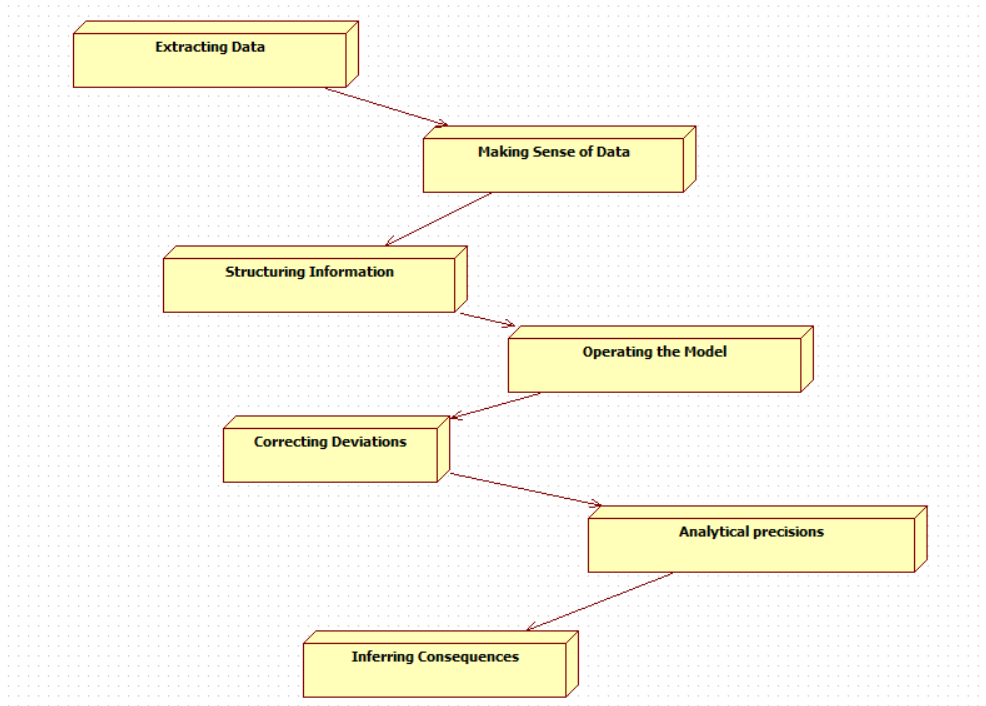 Extracting Data
Making Sense of Data
Structuring Information
Operating the Model
Correcting Deviations
Analytical precisions
Inferring Consequences